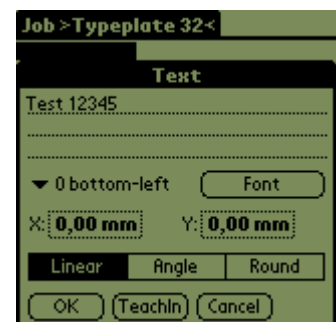 Job >Typeplate 32<
Text
Test 12345
0 bottom-left Font
X: 0,00 mm Y: 0,00 mm
Linear Angle Round
OK TeachIn Cancel